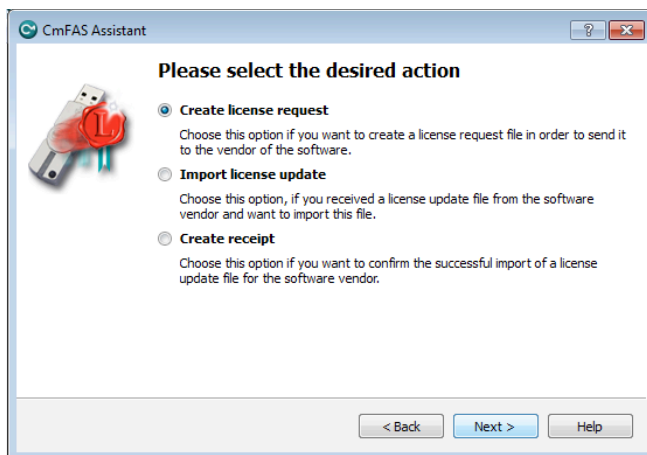 CmFAS Assistant
Please select the desired action
Create license request
Choose this option if you want to create a license request file in order to send it
to the vendor of the software.
Import license update
Choose this option, if you received a license update file from the software
vendor and want to import this file.
Create receipt
Choose this option if you want to confirm the successful import of a license
update file for the software vendor.
< Back Next > Help